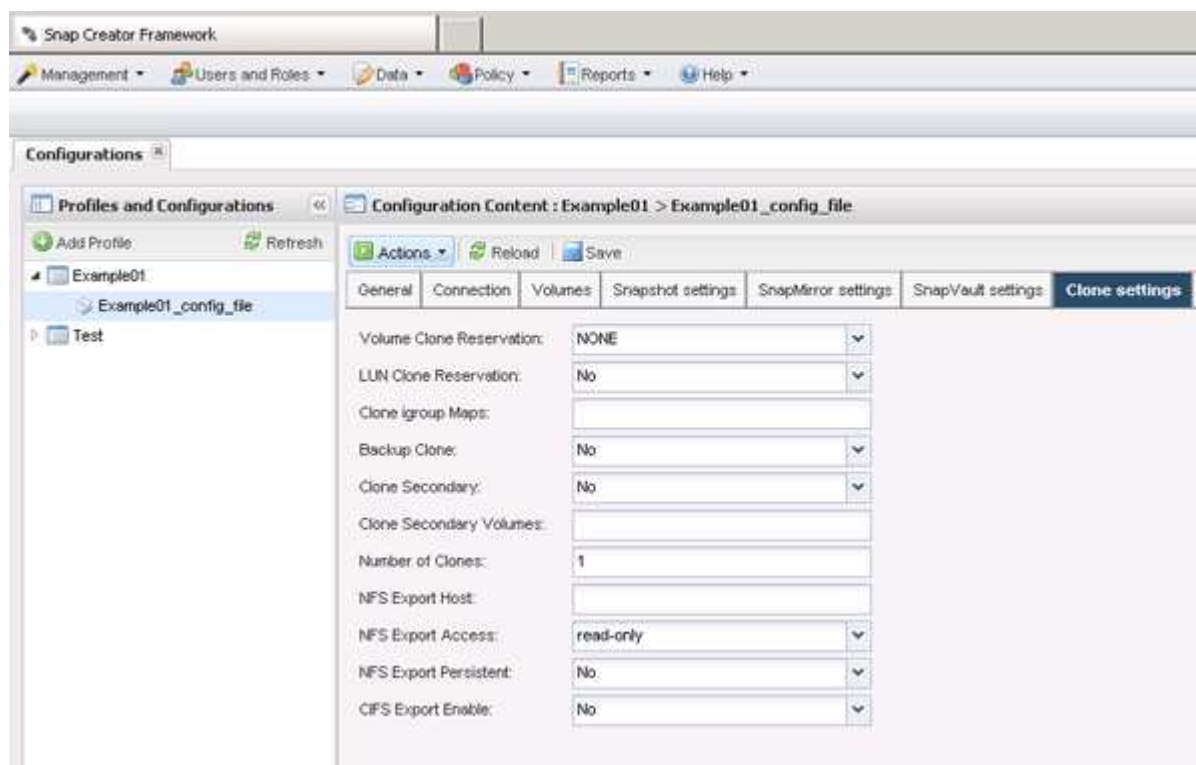 Snap Creator Framework
Management Users and Roles Data Policy Reports Help
Configurations
Profiles and Configurations
Add Profile Refresh
Example01
Example01_config_file
Test
Configuration Content : Example01 > Example01_config_file
Actions Reload Save
General Connection Volumes Snapshot settings SnapMirror settings SnapVault settings Clone settings
Volume Clone Reservation: NONE
LUN Clone Reservation: No
Clone igroup Maps:
Backup Clone: No
Clone Secondary: No
Clone Secondary Volumes:
Number of Clones: 1
NFS Export Host:
NFS Export Access: read-only
NFS Export Persistent: No
CIFS Export Enable: No